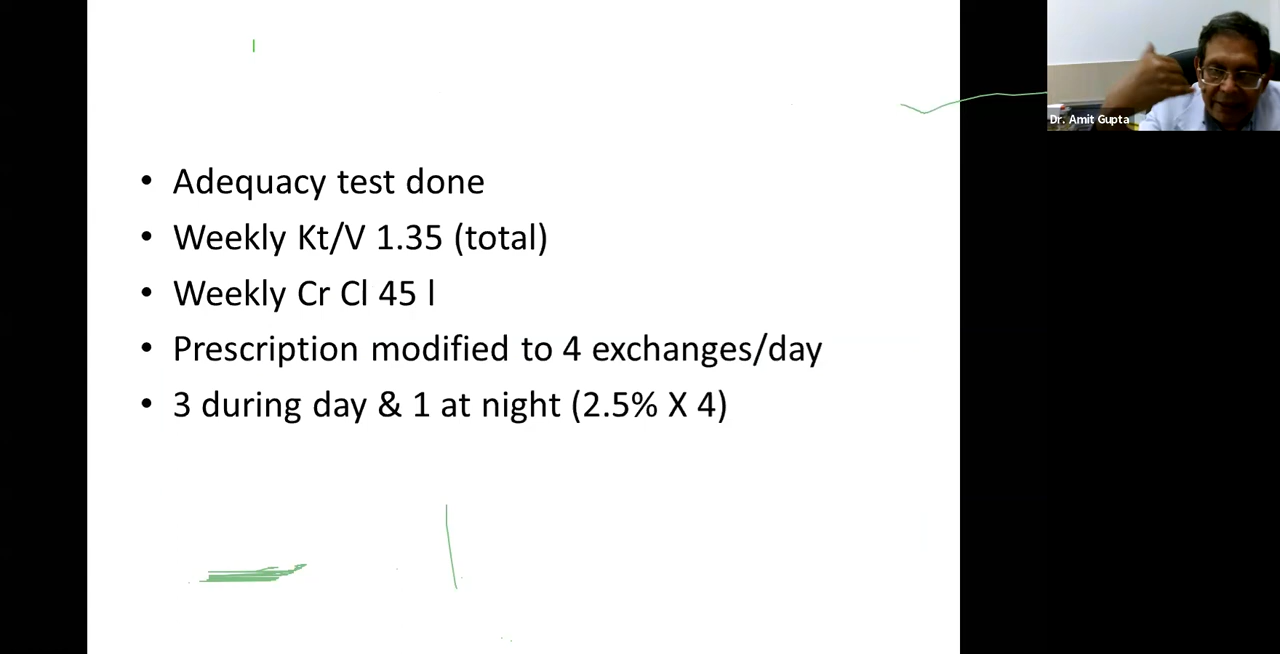 • Adequacy test done
• Weekly Kt/V 1.35 (total)
• Weekly Cr Cl 45 l
• Prescription modified to 4 exchanges/day
• 3 during day & 1 at night (2.5% X 4)
Dr. Amit Gupta